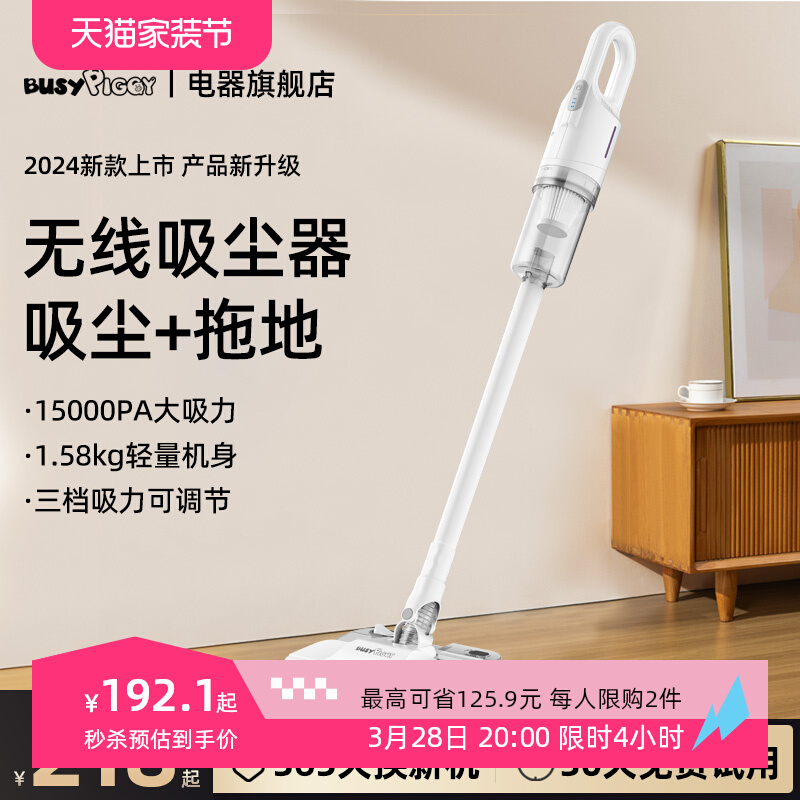 天猫家装节
BUSYPIGGY | 电器旗舰店
2024新款上市 产品新升级
无线吸尘器
吸尘+拖地
·15000PA大吸力
·1.58kg轻量机身
·三档吸力可调节
BUSYPIGGY
¥192.1起
秒杀预估到手价
最高可省125.9元 每人限购2件
3月28日 20:00 限时4小时
¥
起